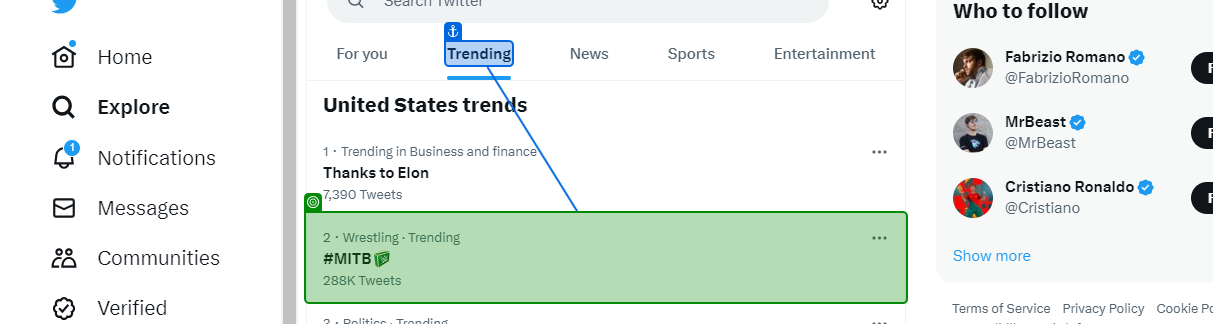 Search Twitter
For you
Trending
News
Sports
Entertainment
Home
Explore
1
Notifications
Messages
Communities
Verified
United States trends
1 · Trending in Business and finance
Thanks to Elon
7,390 Tweets
2 · Wrestling · Trending
#MITB
288K Tweets
3 · Politics · Trending
Who to follow
Fabrizio Romano
@FabrizioRomano
MrBeast
@MrBeast
Cristiano Ronaldo
@Cristiano
Show more
Terms of Service Privacy Policy Cookie Po